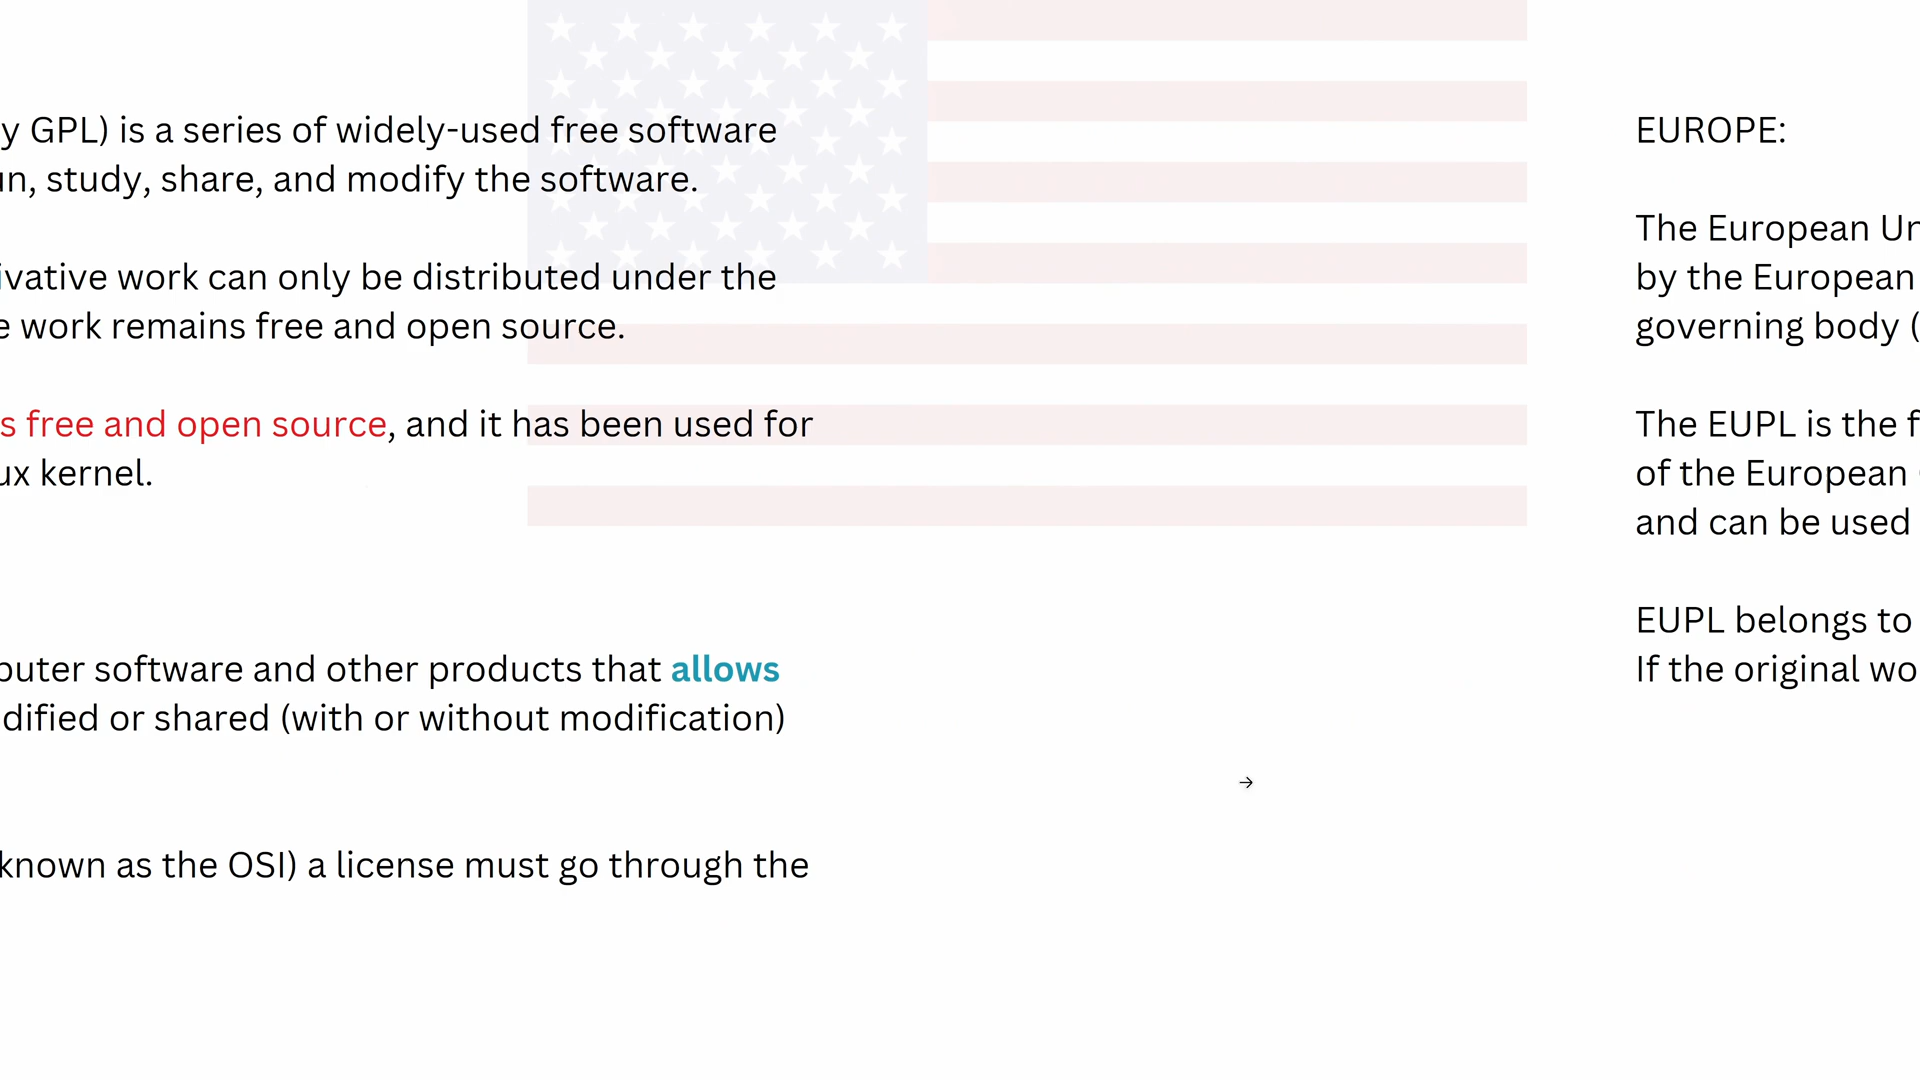 y GPL) is a series of widely-used free software
un, study, share, and modify the software.
ivative work can only be distributed under the
e work remains free and open source.
s free and open source, and it has been used for
ux kernel.
puter software and other products that allows
dified or shared (with or without modification)
known as the OSI) a license must go through the
EUROPE:
The European Un
by the European
governing body (
The EUPL is the f
of the European
and can be used
EUPL belongs to
If the original wo